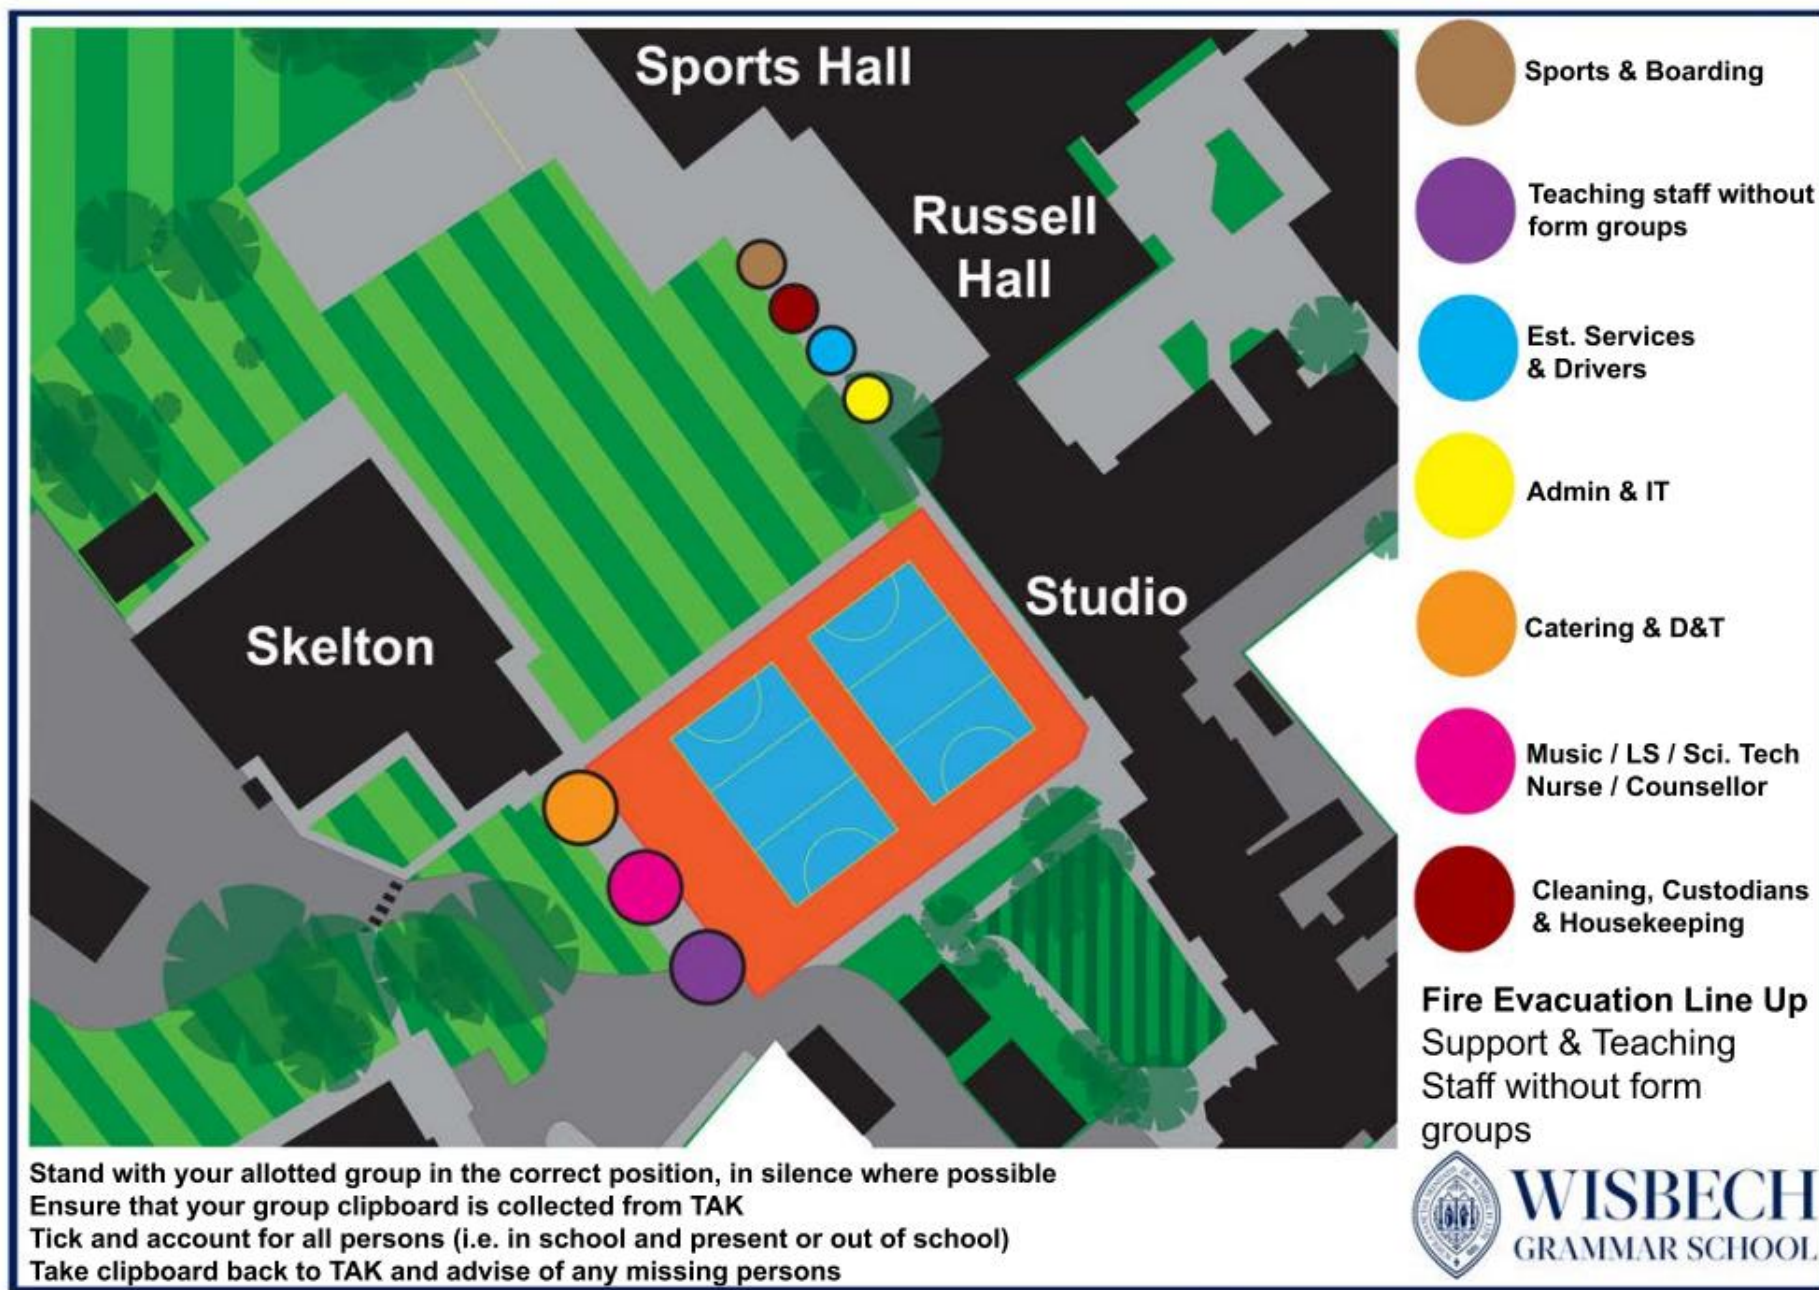 Sports Hall
Russell
Hall
Studio
Skelton
Sports & Boarding
Teaching staff without
form groups
Est. Services
& Drivers
Admin & IT
Catering & D&T
Music / LS / Sci. Tech
Nurse / Counsellor
Cleaning, Custodians
& Housekeeping
Fire Evacuation Line Up
Support & Teaching
Staff without form
groups
Stand with your allotted group in the correct position, in silence where possible
Ensure that your group clipboard is collected from TAK
Tick and account for all persons (i.e. in school and present or out of school)
Take clipboard back to TAK and advise of any missing persons
WISBECH
GRAMMAR SCHOOL